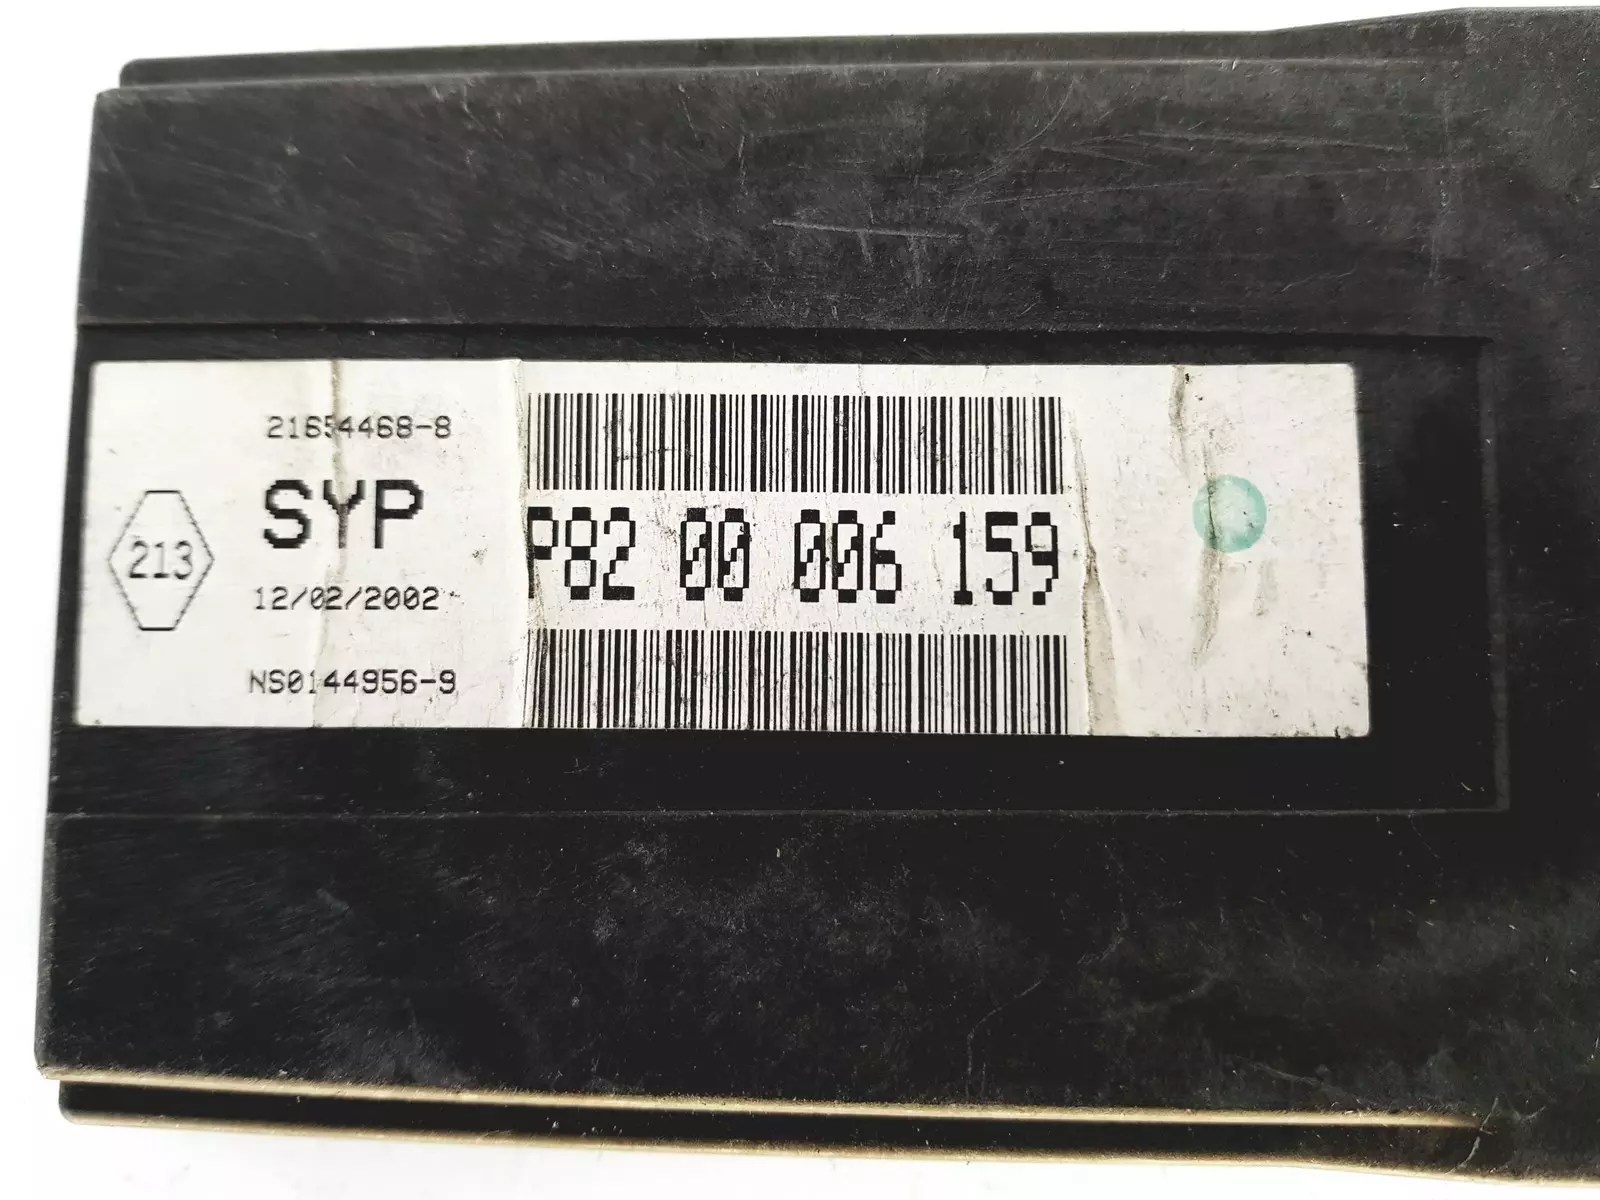 21654468-8
SYP
213
12/02/2002
NS0144956-9
P82 00 006 159